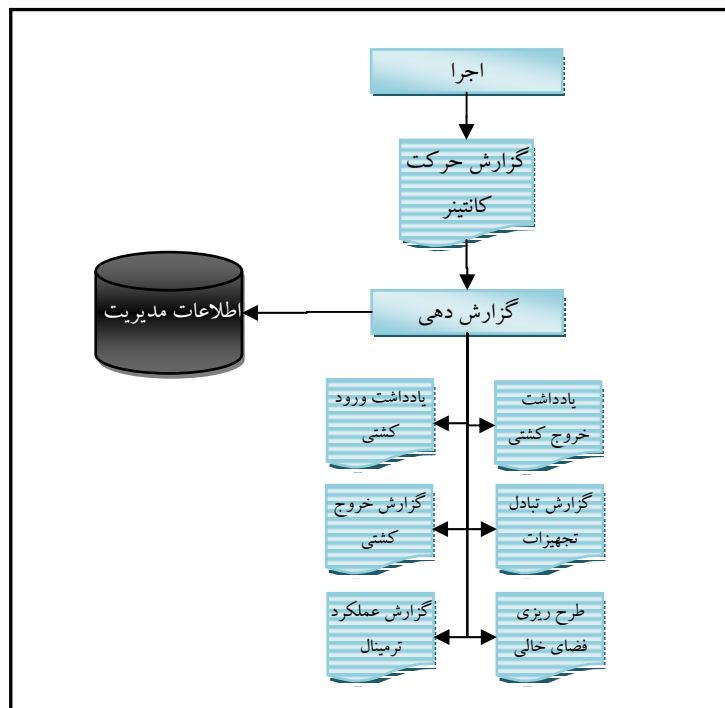 اجرا
گزارش حرکت
کانتینر
گزارش دهی
اطلاعات مدیریت
یادداشت
خروج کشتی
یادداشت ورود
کشتی
گزارش تبادل
تجهیزات
گزارش خروج
کشتی
طرح ریزی
فضای خالی
گزارش عملکرد
ترمینال